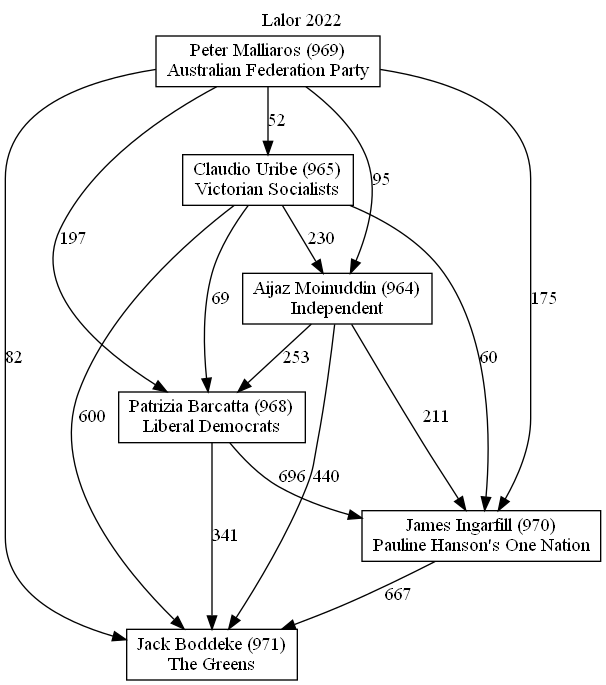 Lalor 2022
Peter Malliaros (969)
Australian Federation Party
52
Claudio Uribe (965)
Victorian Socialists
95
197
230
Aijaz Moinuddin (964)
Independent
69
175
82
253
60
Patrizia Barcatta (968)
Liberal Democrats
600
211
696
440
James Ingarfill (970)
Pauline Hanson's One Nation
341
667
Jack Boddeke (971)
The Greens